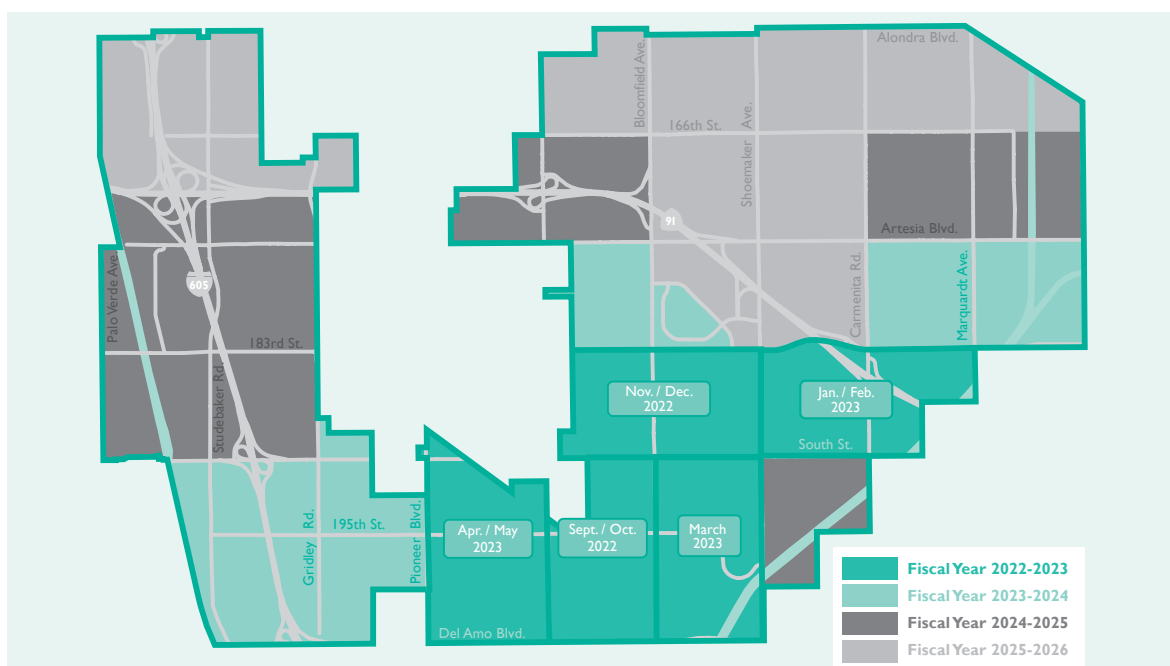 Alondra Blvd.
Bloomfield Ave.
166th St.
Shoemaker Ave.
91
Artesia Blvd.
Palo Verde Ave.
605
Carmenita Rd.
Marquardt Ave.
183rd St.
Studebaker Rd.
Nov. / Dec.
2022
Jan. / Feb.
2023
South St.
Gridley Rd.
195th St.
Pioneer Blvd.
Apr. / May
2023
Sept. / Oct.
2022
March
2023
Del Amo Blvd.
Fiscal Year 2022-2023
Fiscal Year 2023-2024
Fiscal Year 2024-2025
Fiscal Year 2025-2026